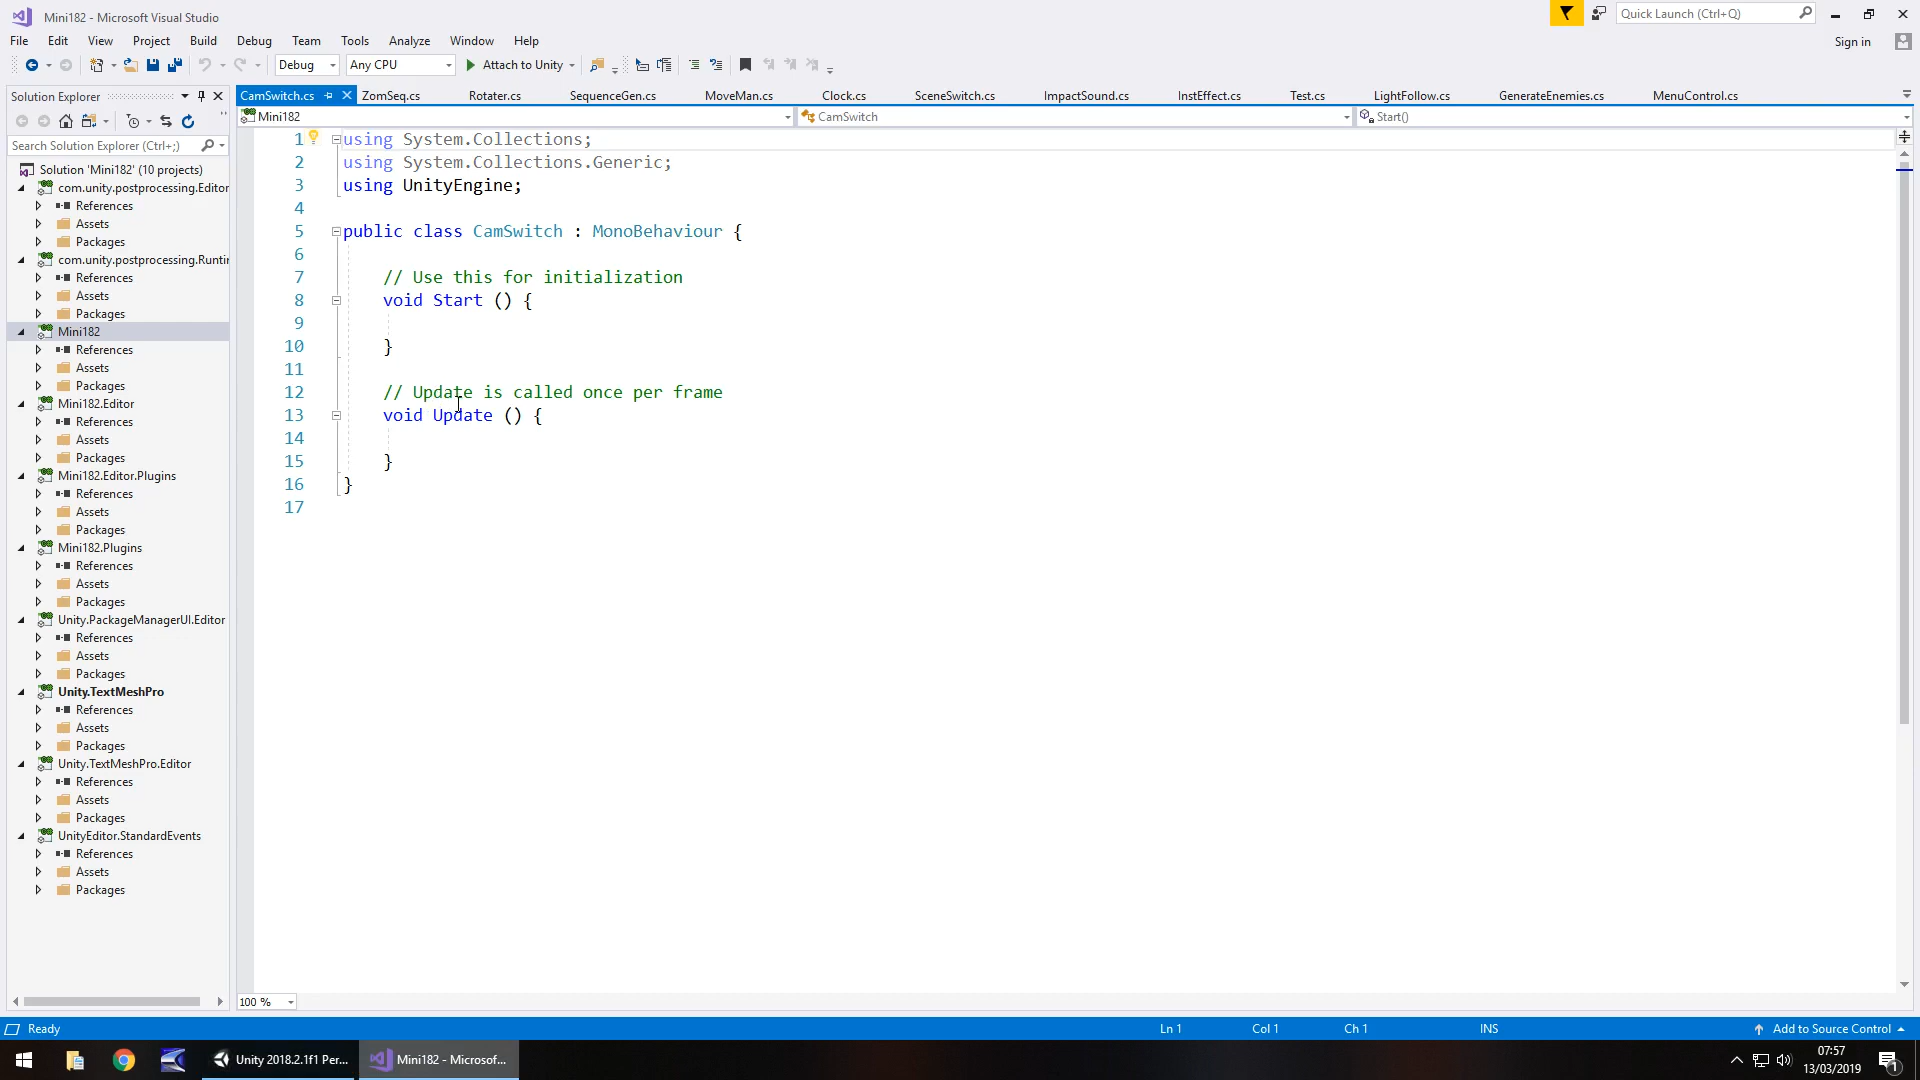 Mini182 - Microsoft Visual Studio
Quick Launch (Ctrl+Q)
File Edit View Project Build Debug Team Tools Analyze Window Help
Sign in
Debug Any CPU Attach to Unity
Solution Explorer
CamSwitch.cs ZomSeq.cs Rotater.cs SequenceGen.cs MoveMan.cs Clock.cs SceneSwitch.cs ImpactSound.cs InstEffect.cs Test.cs LightFollow.cs GenerateEnemies.cs MenuControl.cs
Mini182 CamSwitch Start()
Search Solution Explorer (Ctrl+;)
Solution 'Mini182' (10 projects)
com.unity.postprocessing.Editor
References
Assets
Packages
com.unity.postprocessing.Runti
References
Assets
Packages
Mini182
References
Assets
Packages
Mini182.Editor
References
Assets
Packages
Mini182.Editor.Plugins
References
Assets
Packages
Mini182.Plugins
References
Assets
Packages
Unity.PackageManagerUI.Editor
References
Assets
Packages
Unity.TextMeshPro
References
Assets
Packages
Unity.TextMeshPro.Editor
References
Assets
Packages
UnityEditor.StandardEvents
References
Assets
Packages
1 using System.Collections;
2 using System.Collections.Generic;
3 using UnityEngine;
4
5 public class CamSwitch : MonoBehaviour {
6
7 // Use this for initialization
8 void Start () {
9
10 }
11
12 // Update is called once per frame
13 void Update () {
14
15 }
16 }
17
100 %
Ready Ln 1 Col 1 Ch 1 INS Add to Source Control
Unity 2018.2.1f1 Per... Mini182 - Microsof...
07:57
13/03/2019
1